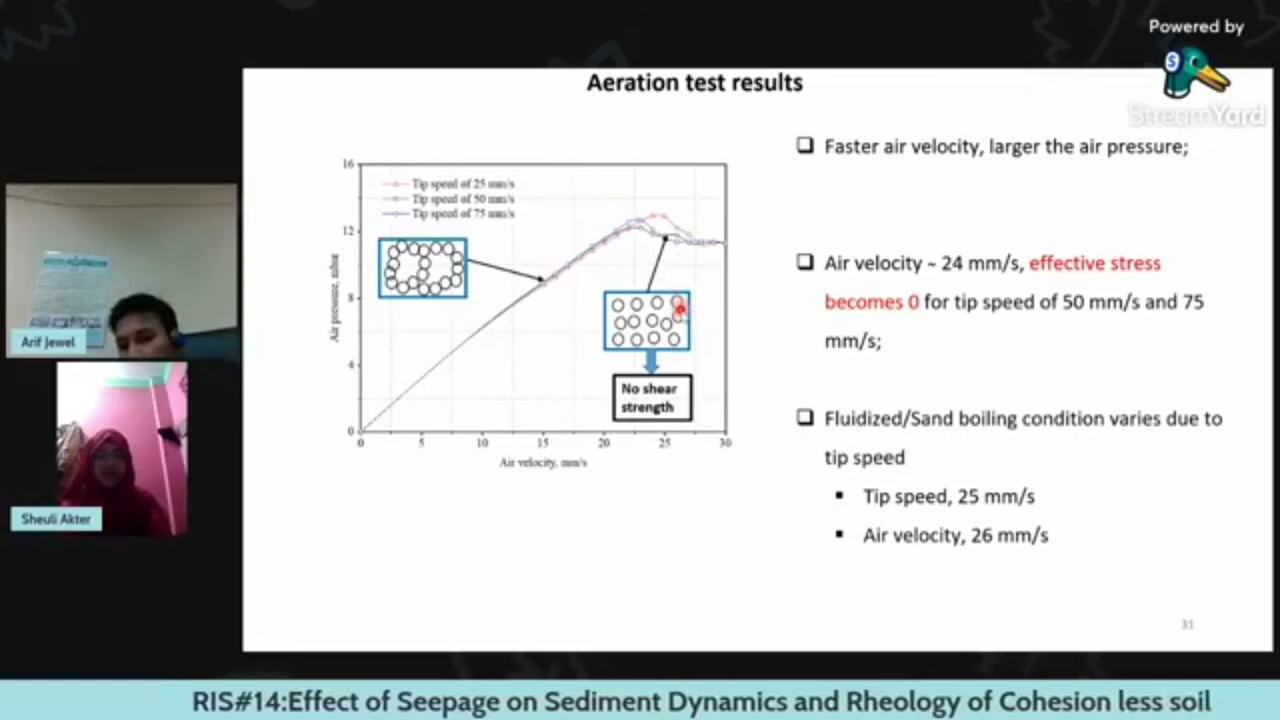 Powered by
StreamYard
Aeration test results
Faster air velocity, larger the air pressure;
Air velocity ~ 24 mm/s, effective stress
becomes 0 for tip speed of 50 mm/s and 75
mm/s;
Fluidized/Sand boiling condition varies due to
tip speed
Tip speed, 25 mm/s
Air velocity, 26 mm/s
16
12
8
4
0
Air pressure, mbar
Tip speed of 25 mm/s
Tip speed of 50 mm/s
Tip speed of 75 mm/s
No shear
strength
0 5 10 15 20 25 30
Air velocity, mm/s
31
Arif Jewel
Sheuli Akter
RIS#14:Effect of Seepage on Sediment Dynamics and Rheology of Cohesion less soil